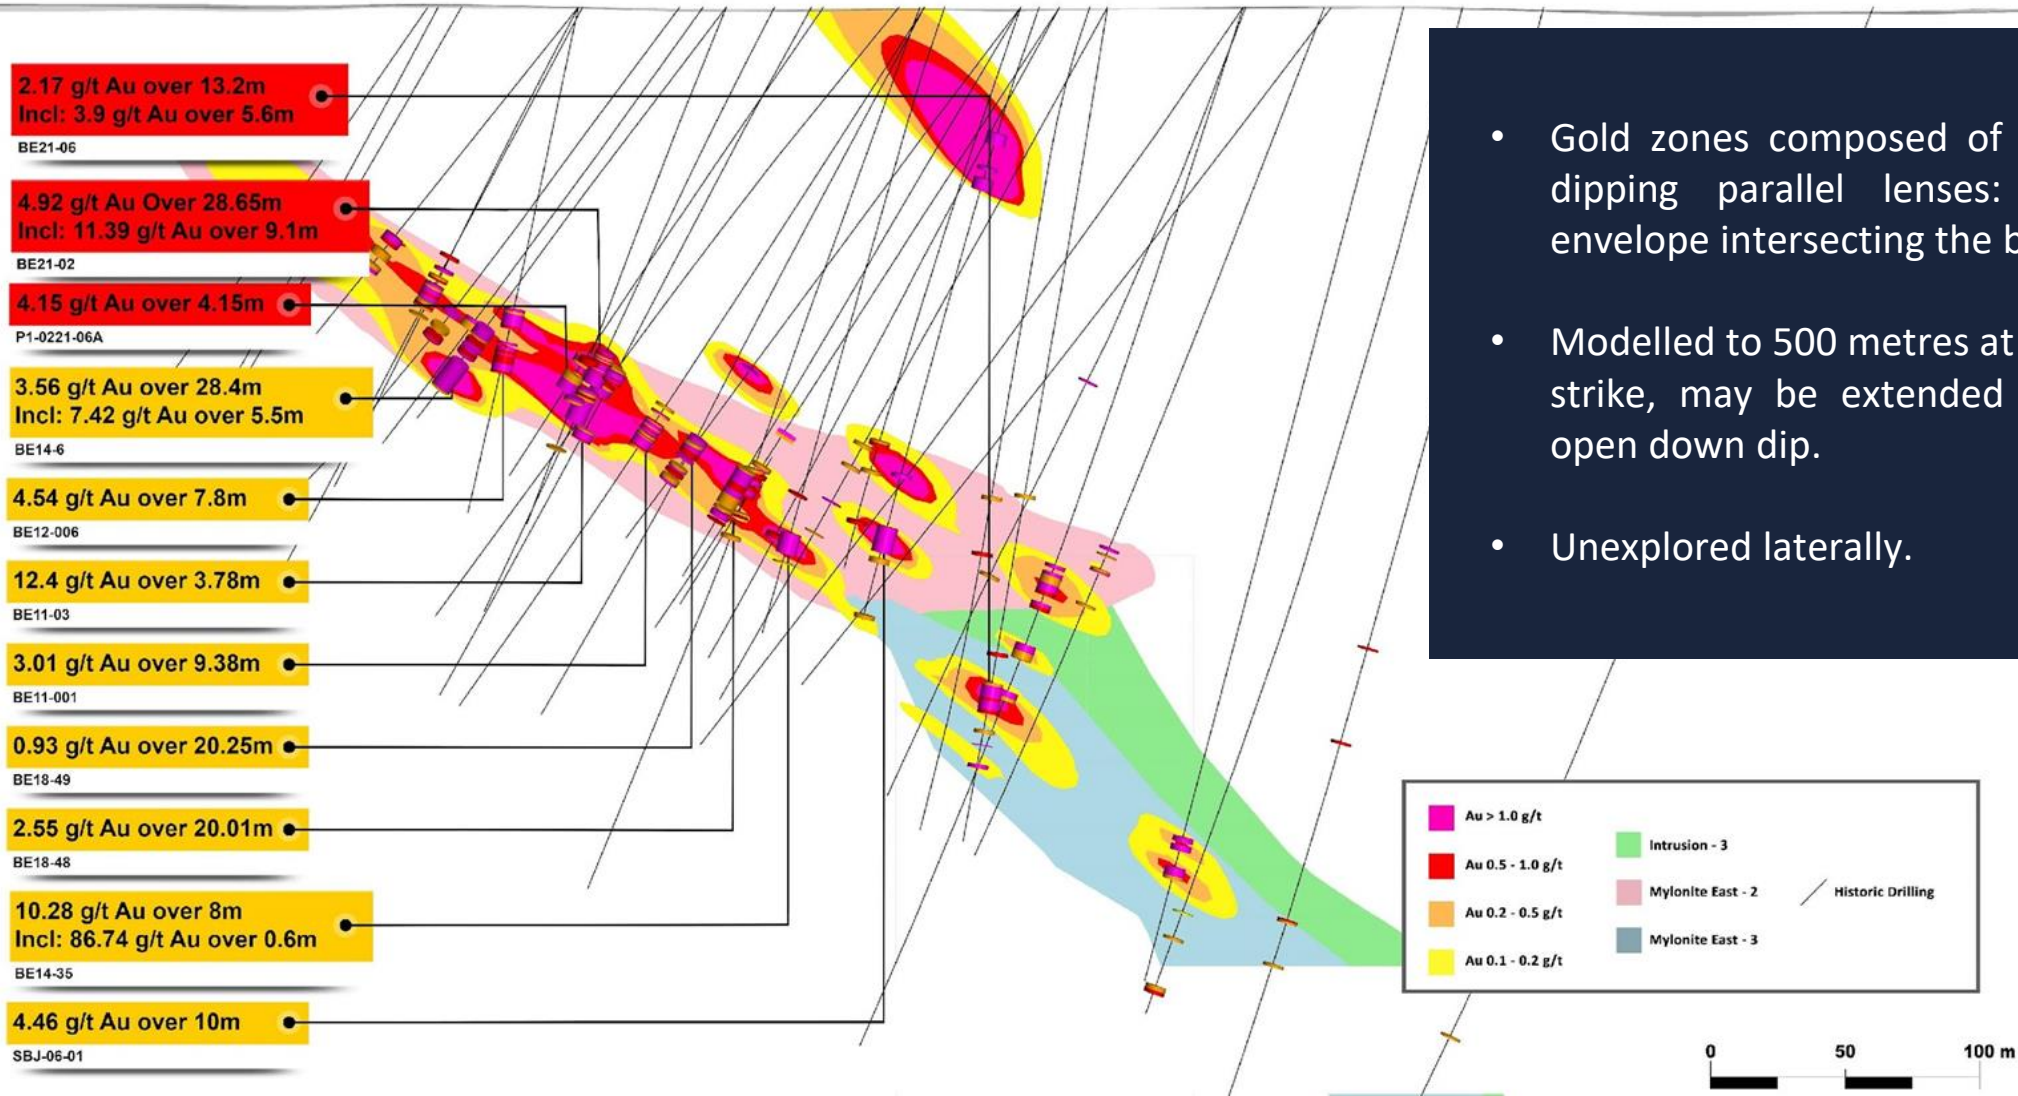 2.17 g/t Au over 13.2m
Incl: 3.9 g/t Au over 5.6m
BE21-06
4.92 g/t Au Over 28.65m
Incl: 11.39 g/t Au over 9.1m
BE21-02
4.15 g/t Au over 4.15m
P1-0221-06A
3.56 g/t Au over 28.4m
Incl: 7.42 g/t Au over 5.5m
BE14-6
4.54 g/t Au over 7.8m
BE12-006
12.4 g/t Au over 3.78m
BE11-03
3.01 g/t Au over 9.38m
BE11-001
0.93 g/t Au over 20.25m
BE18-49
2.55 g/t Au over 20.01m
BE18-48
10.28 g/t Au over 8m
Incl: 86.74 g/t Au over 0.6m
BE14-35
4.46 g/t Au over 10m
SBJ-06-01
• Gold zones composed of
dipping parallel lenses:
envelope intersecting the
• Modelled to 500 metres at
strike, may be extended
open down dip.
• Unexplored laterally.
Au > 1.0 g/t
Au 0.5 - 1.0 g/t
Au 0.2 - 0.5 g/t
Au 0.1 - 0.2 g/t
Intrusion - 3
Mylonite East - 2
Mylonite East - 3
Historic Drilling
0 50 100 m